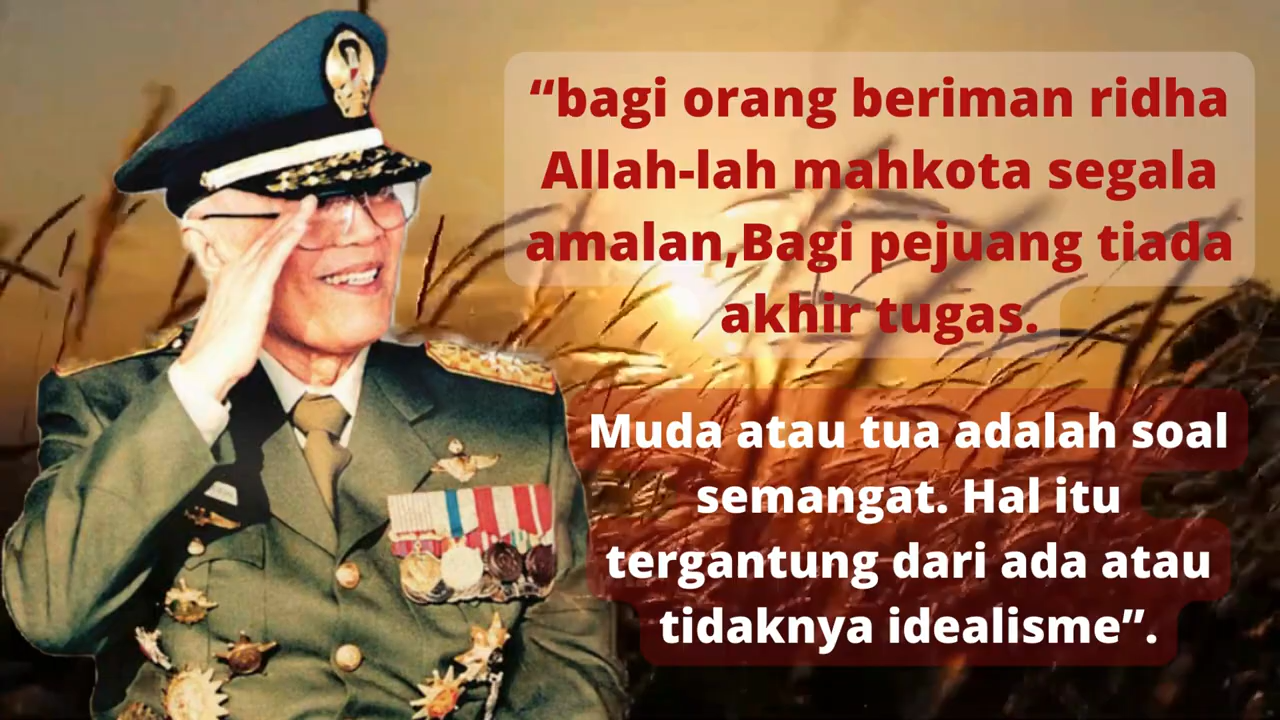 “bagi orang beriman ridha
Allah-lah mahkota segala
amalan,Bagi pejuang tiada
akhir tugas.
Muda atau tua adalah soal
semangat. Hal itu
tergantung dari ada atau
tidaknya idealisme”.